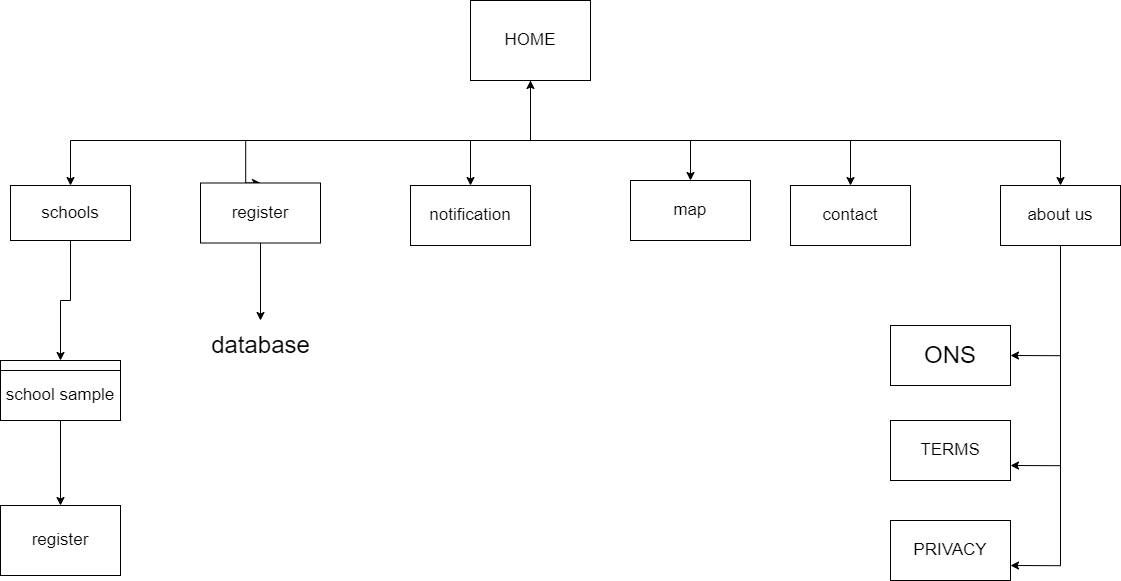 HOME
schools
register
notification
map
contact
about us
database
ONS
school sample
TERMS
register
PRIVACY